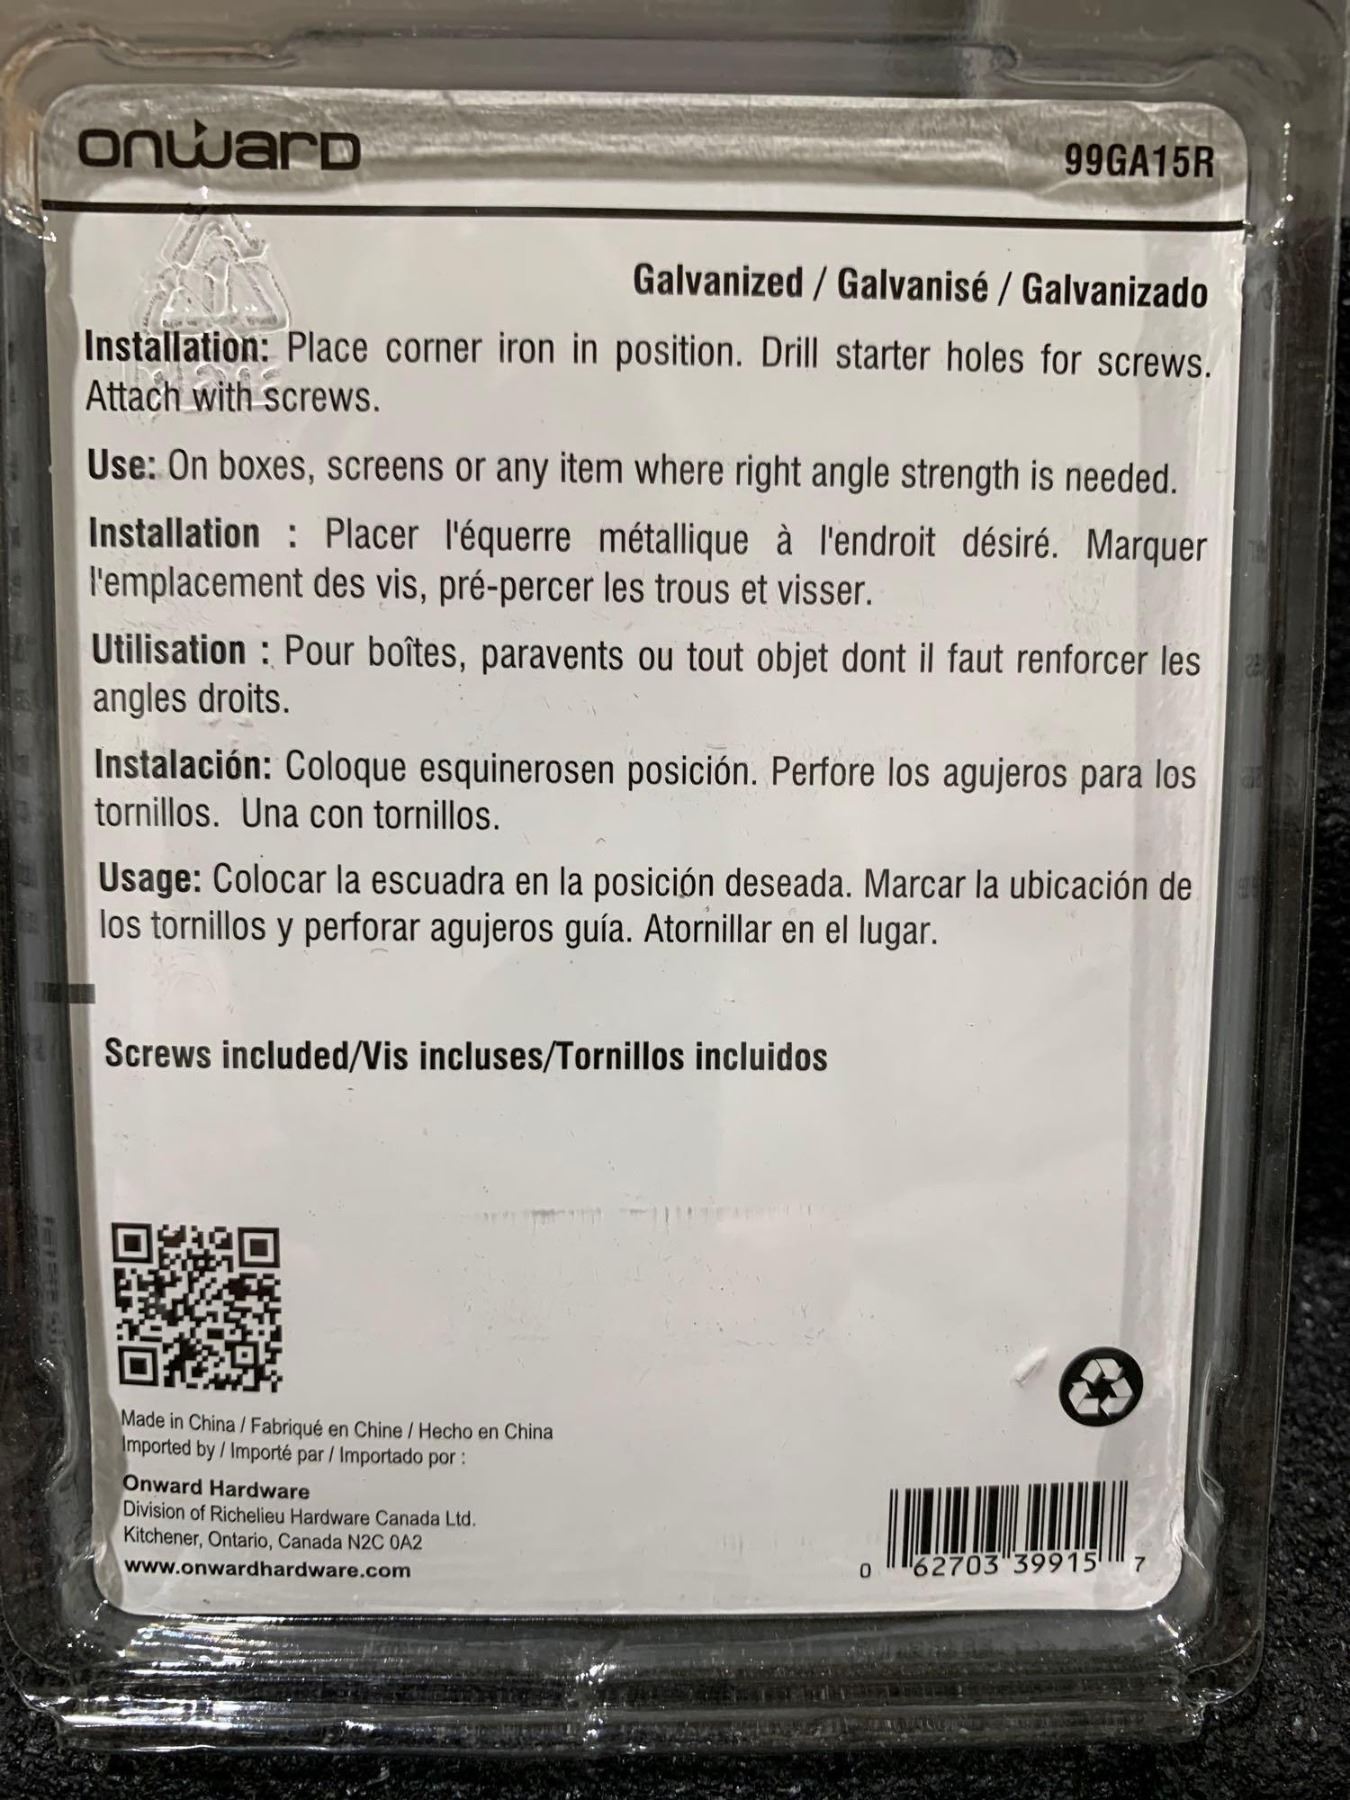 onward
99GA15R
Galvanized / Galvanisé / Galvanizado
Installation: Place corner iron in position. Drill starter holes for screws.
Attach with screws.
Use: On boxes, screens or any item where right angle strength is needed.
Installation : Placer l'équerre métallique à l'endroit désiré. Marquer
l'emplacement des vis, pré-percer les trous et visser.
Utilisation : Pour boîtes, paravents ou tout objet dont il faut renforcer les
angles droits.
Instalación: Coloque esquinerosen posición. Perfore los agujeros para los
tornillos. Una con tornillos.
Usage: Colocar la escuadra en la posición deseada. Marcar la ubicación de
los tornillos y perforar agujeros guía. Atornillar en el lugar.
Screws included/Vis incluses/Tornillos incluidos
Made in China / Fabriqué en Chine / Hecho en China
Imported by / Importé par / Importado por :
Onward Hardware
Division of Richelieu Hardware Canada Ltd.
Kitchener, Ontario, Canada N2C 0A2
www.onwardhardware.com
0 62703 39915 7